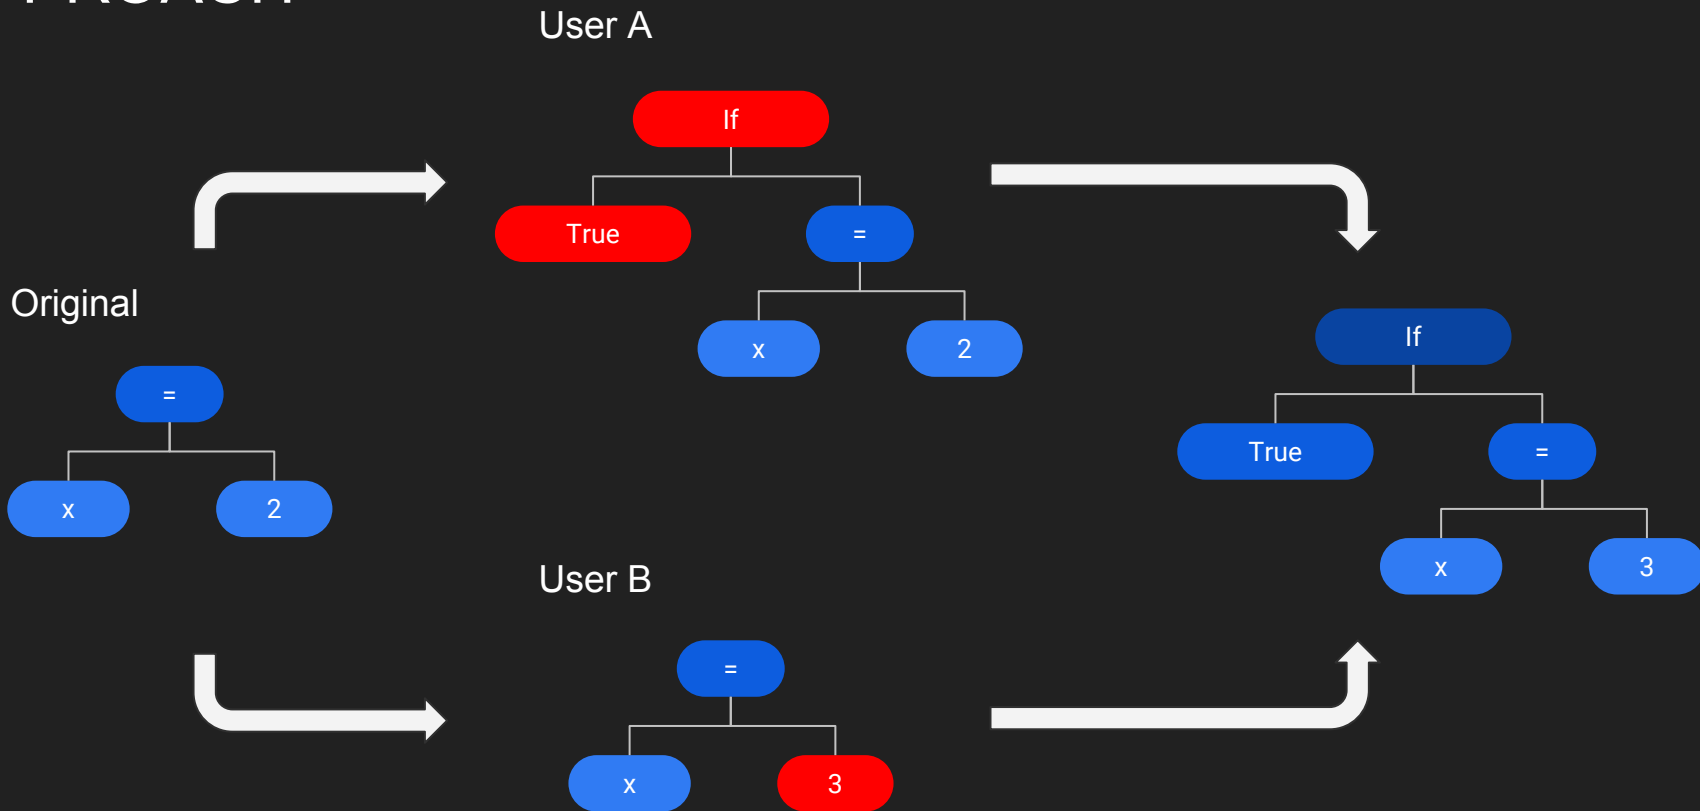 User A
If
True
=
x
2
Original
=
x
2
If
True
=
x
3
User B
=
x
3